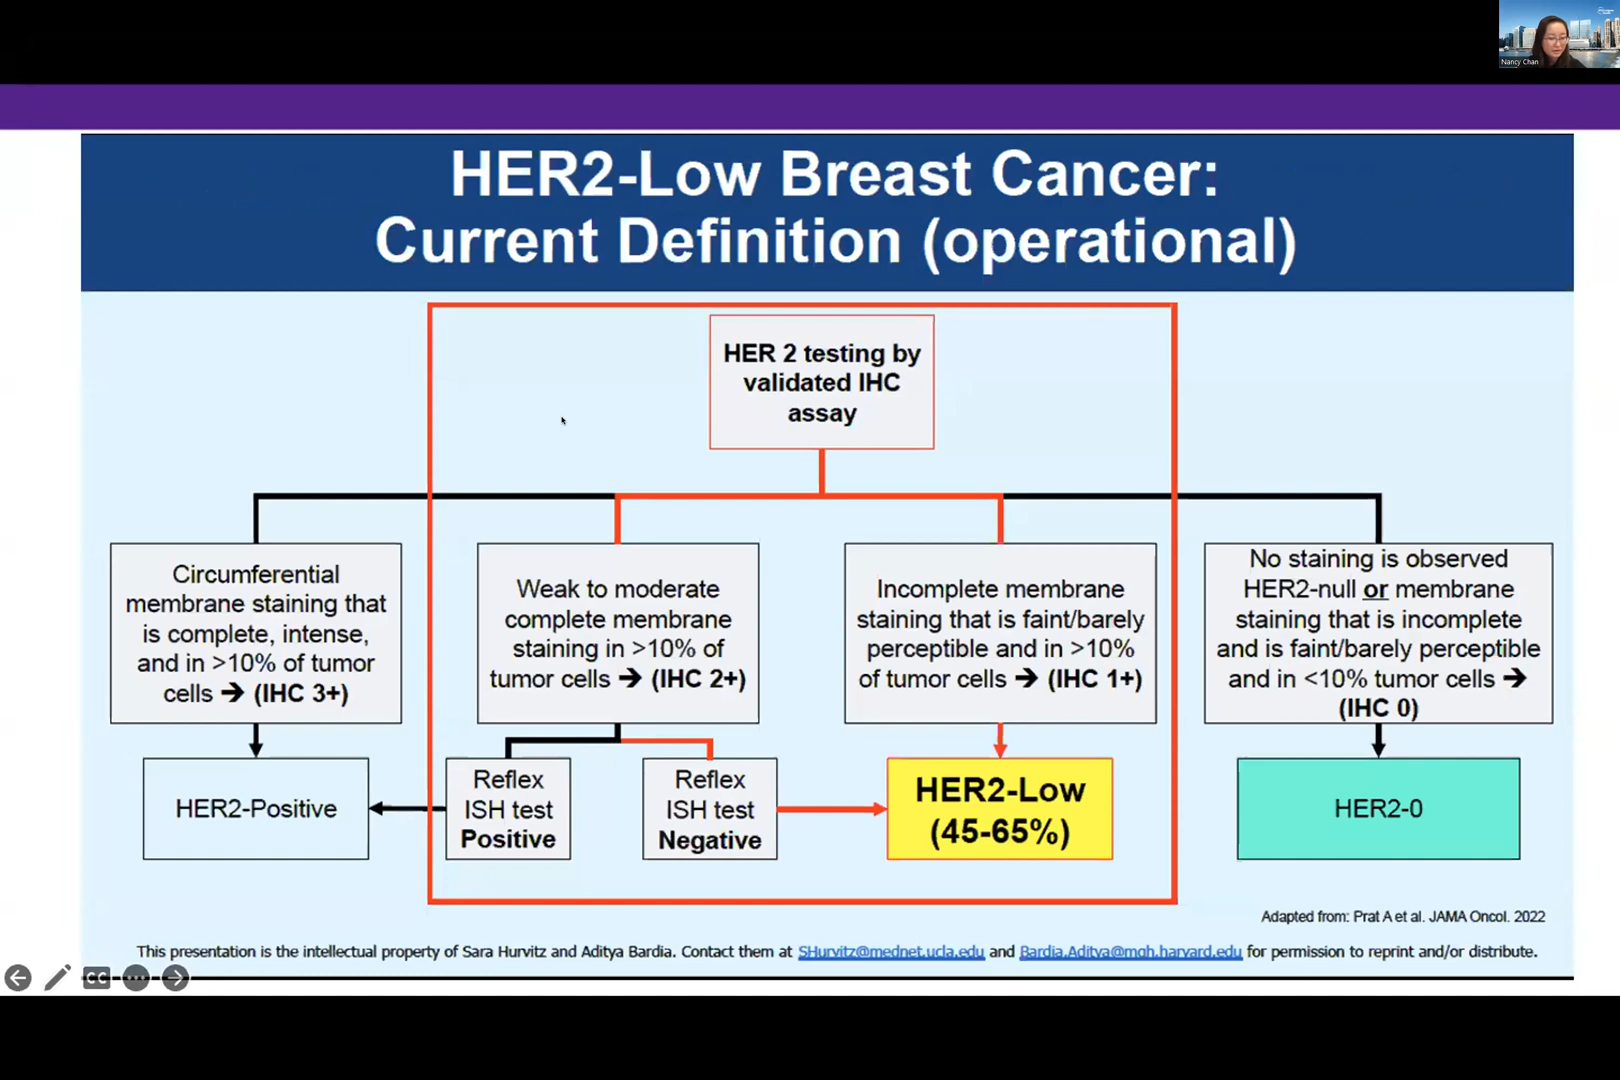 Nancy Chan
HER2-Low Breast Cancer:
Current Definition (operational)
HER 2 testing by
validated IHC
assay
Circumferential
membrane staining that
is complete, intense,
and in >10% of tumor
cells ➔ (IHC 3+)
Weak to moderate
complete membrane
staining in >10% of
tumor cells ➔ (IHC 2+)
Incomplete membrane
staining that is faint/barely
perceptible and in >10%
of tumor cells ➔ (IHC 1+)
No staining is observed
HER2-null or membrane
staining that is incomplete
and is faint/barely perceptible
and in <10% tumor cells ➔
(IHC 0)
HER2-Positive
Reflex
ISH test
Positive
Reflex
ISH test
Negative
HER2-Low
(45-65%)
HER2-0
Adapted from: Prat A et al. JAMA Oncol. 2022
This presentation is the intellectual property of Sara Hurvitz and Aditya Bardia. Contact them at SHurvitz@mednet.ucla.edu and Bardia.Aditya@mgh.harvard.edu for permission to reprint and/or distribute.
CC